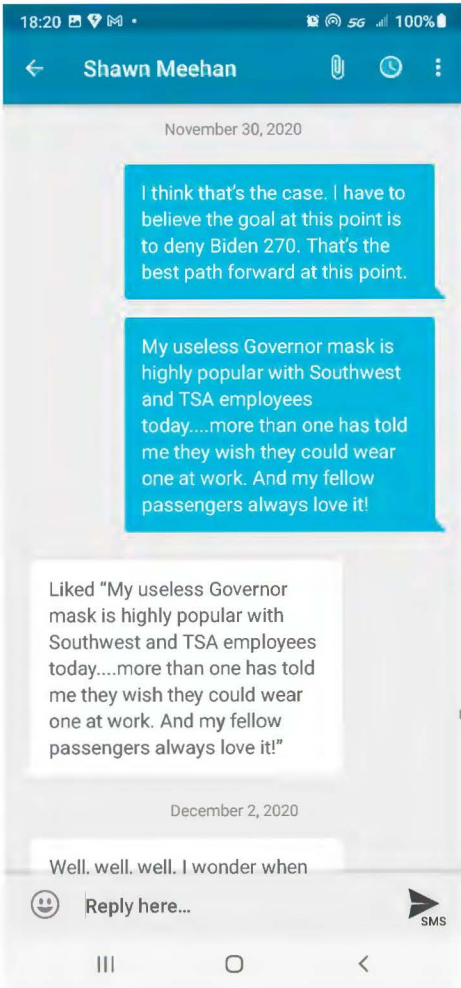 18:20 5G 100%
Shawn Meehan
November 30, 2020
I think that's the case. I have to
believe the goal at this point is
to deny Biden 270. That's the
best path forward at this point.
My useless Governor mask is
highly popular with Southwest
and TSA employees
today....more than one has told
me they wish they could wear
one at work. And my fellow
passengers always love it!
Liked “My useless Governor
mask is highly popular with
Southwest and TSA employees
today....more than one has told
me they wish they could wear
one at work. And my fellow
passengers always love it!”
December 2, 2020
Well, well, well. I wonder when
Reply here...
SMS